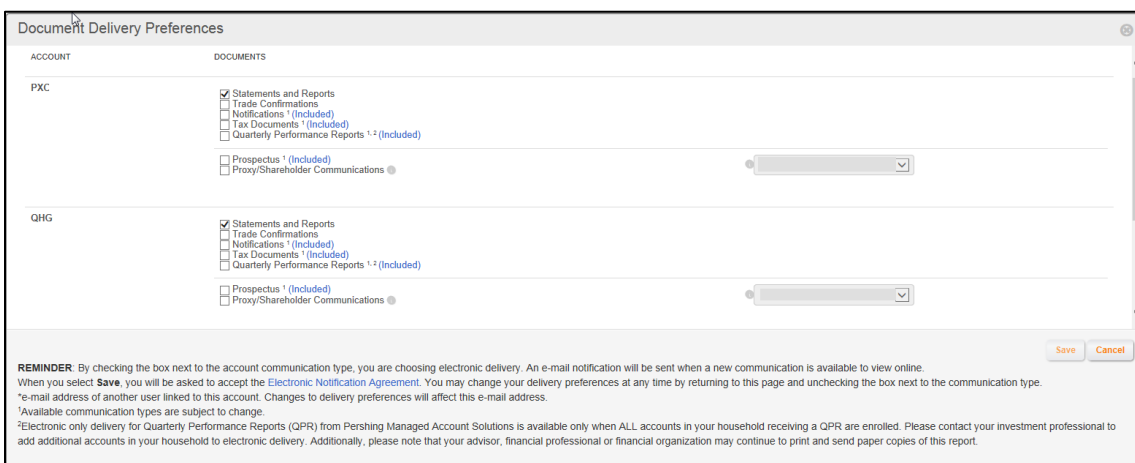 Document Delivery Preferences
ACCOUNT DOCUMENTS
PXC
Statements and Reports
Trade Confirmations
Notifications ¹ (Included)
Tax Documents ¹ (Included)
Quarterly Performance Reports ¹, ² (Included)
Prospectus ¹ (Included)
Proxy/Shareholder Communications
QHG
Statements and Reports
Trade Confirmations
Notifications ¹ (Included)
Tax Documents ¹ (Included)
Quarterly Performance Reports ¹, ² (Included)
Prospectus ¹ (Included)
Proxy/Shareholder Communications
Save Cancel
REMINDER: By checking the box next to the account communication type, you are choosing electronic delivery. An e-mail notification will be sent when a new communication is available to view online.
When you select Save, you will be asked to accept the Electronic Notification Agreement. You may change your delivery preferences at any time by returning to this page and unchecking the box next to the communication type.
*e-mail address of another user linked to this account. Changes to delivery preferences will affect this e-mail address.
¹Available communication types are subject to change.
²Electronic only delivery for Quarterly Performance Reports (QPR) from Pershing Managed Account Solutions is available only when ALL accounts in your household receiving a QPR are enrolled. Please contact your investment professional to
add additional accounts in your household to electronic delivery. Additionally, please note that your advisor, financial professional or financial organization may continue to print and send paper copies of this report.